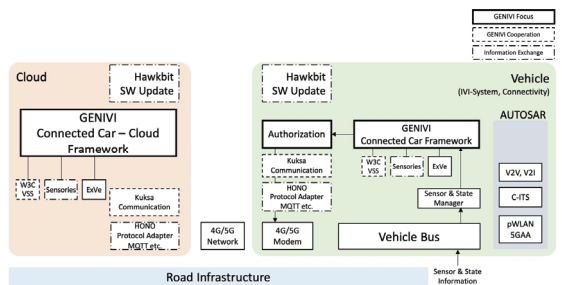 GENIVI Focus
GENIVI Cooperation
Information Exchange
Cloud
Hawkbit
SW Update
GENIVI
Connected Car – Cloud
Framework
W3C
VSS
Sensories
ExVe
Kuksa
Communication
HONO
Protocol Adapter
MQTT etc.
4G/5G
Network
Hawkbit
SW Update
Vehicle
(IVI-System, Connectivity)
Authorization
GENIVI
Connected Car Framework
Kuksa
Communication
W3C
VSS
Sensories
ExVe
HONO
Protocol Adapter
MQTT etc.
Sensor & State
Manager
4G/5G
Modem
Vehicle Bus
AUTOSAR
V2V, V2I
C-ITS
pWLAN
5GAA
Road Infrastructure
Sensor & State
Information